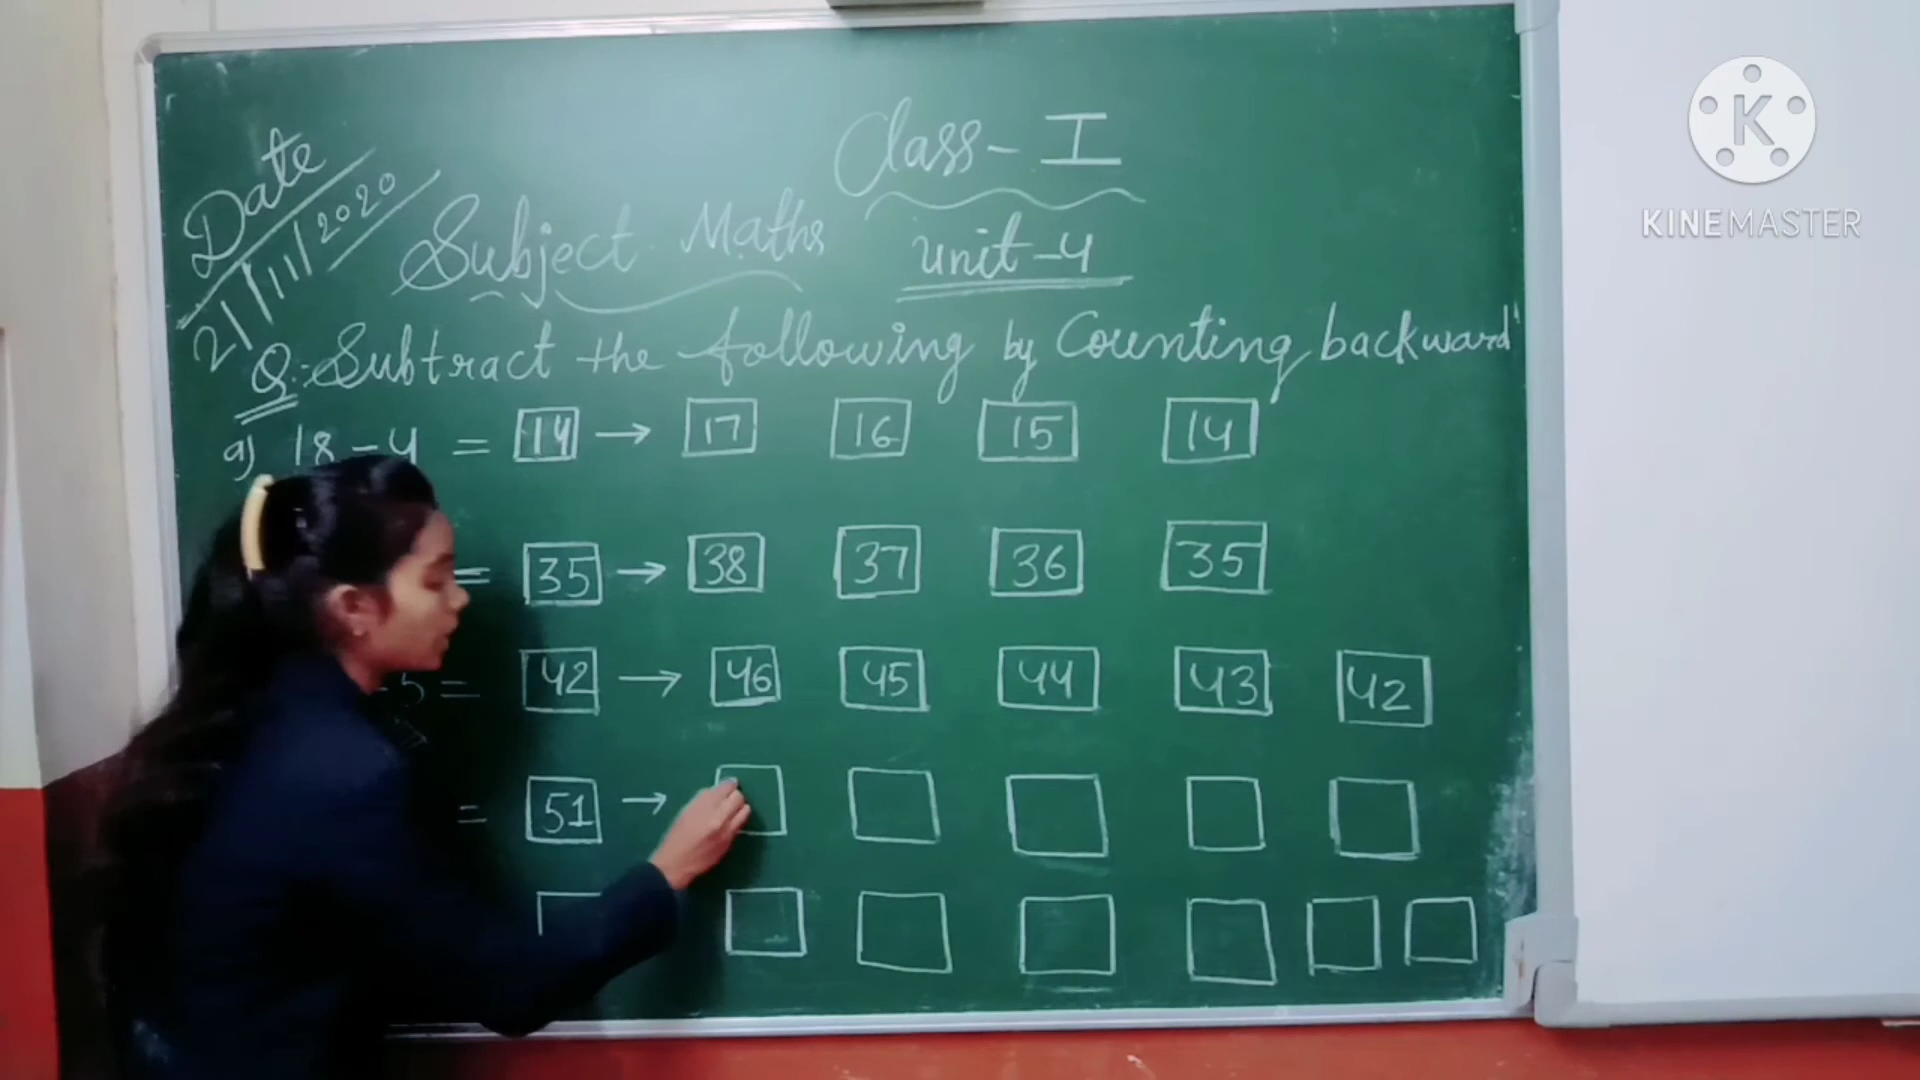 Date
21/11/2020
Class - I
Subject Maths
unit - 4
Q:- Subtract the following by Counting backward
a) 18 - 4 = 14 → 17 16 15 14
= 35 → 38 37 36 35
- 5 = 42 → 46 45 44 43 42
= 51 →
K
KINEMASTER